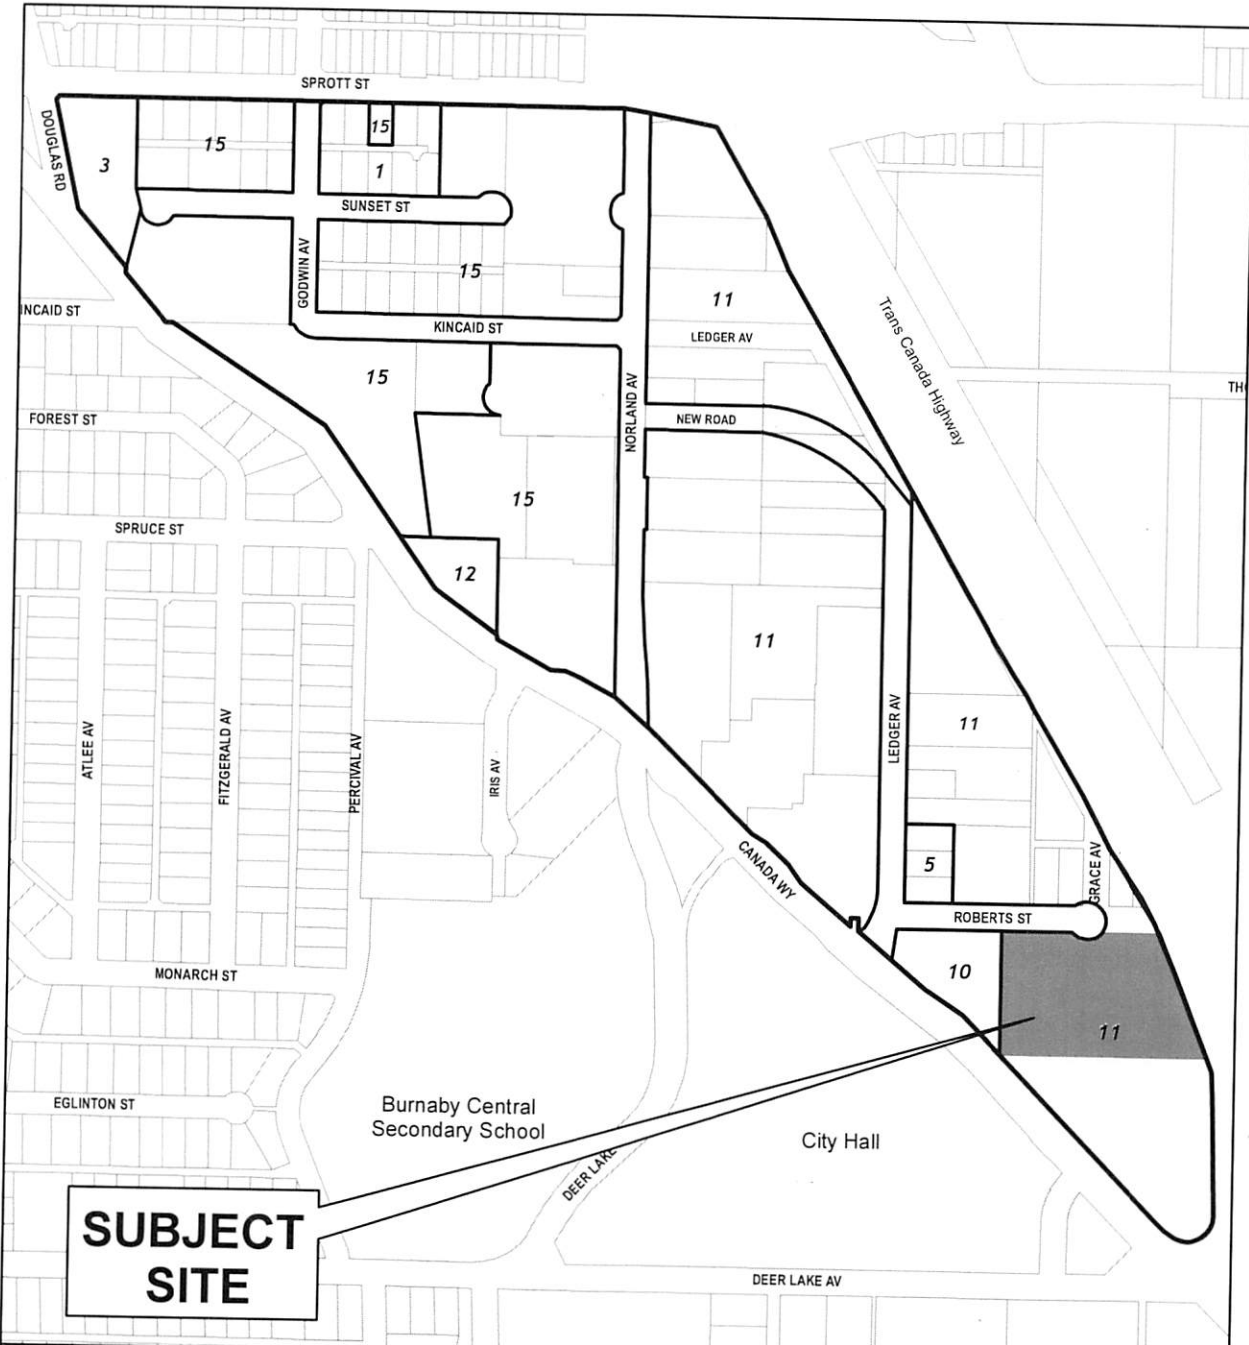 SPROTT ST
DOUGLAS RD
3
15
15
1
SUNSET ST
GODWIN AV
15
11
Trans Canada Highway
INCAID ST
KINCAID ST
LEDGER AV
15
NORLAND AV
TH
FOREST ST
NEW ROAD
15
SPRUCE ST
12
11
ATLEE AV
FITZGERALD AV
PERCIVAL AV
IRIS AV
LEDGER AV
11
CANADA WY
5
GRACE AV
ROBERTS ST
MONARCH ST
10
11
EGLINTON ST
Burnaby Central
Secondary School
City Hall
DEER LAKE
SUBJECT
SITE
DEER LAKE AV